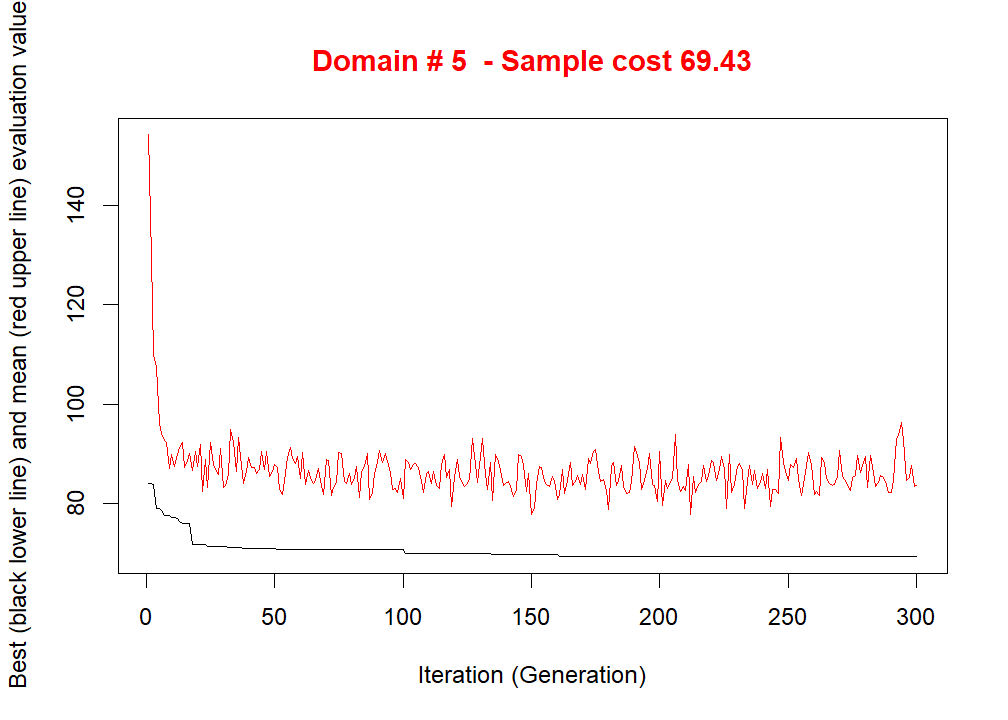 Domain # 5  - Sample cost 69.43
Best (black lower line) and mean (red upper line) evaluation value
140
120
100
80
0 50 100 150 200 250 300
Iteration (Generation)